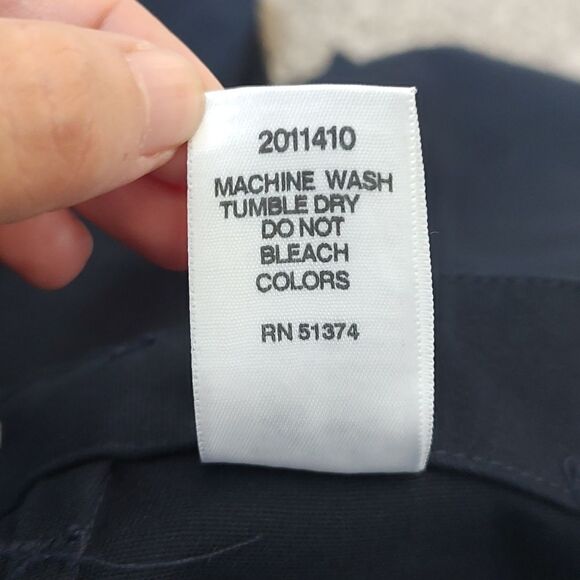 2011410
MACHINE WASH
TUMBLE DRY
DO NOT
BLEACH
COLORS
RN 51374